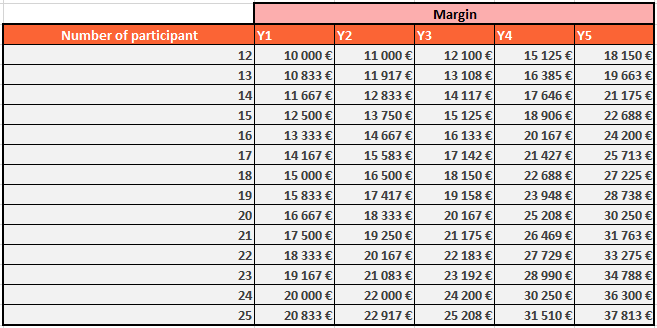 Margin
Number of participant Y1 Y2 Y3 Y4 Y5
12 10 000 € 11 000 € 12 100 € 15 125 € 18 150 €
13 10 833 € 11 917 € 13 108 € 16 385 € 19 663 €
14 11 667 € 12 833 € 14 117 € 17 646 € 21 175 €
15 12 500 € 13 750 € 15 125 € 18 906 € 22 688 €
16 13 333 € 14 667 € 16 133 € 20 167 € 24 200 €
17 14 167 € 15 583 € 17 142 € 21 427 € 25 713 €
18 15 000 € 16 500 € 18 150 € 22 688 € 27 225 €
19 15 833 € 17 417 € 19 158 € 23 948 € 28 738 €
20 16 667 € 18 333 € 20 167 € 25 208 € 30 250 €
21 17 500 € 19 250 € 21 175 € 26 469 € 31 763 €
22 18 333 € 20 167 € 22 183 € 27 729 € 33 275 €
23 19 167 € 21 083 € 23 192 € 28 990 € 34 788 €
24 20 000 € 22 000 € 24 200 € 30 250 € 36 300 €
25 20 833 € 22 917 € 25 208 € 31 510 € 37 813 €